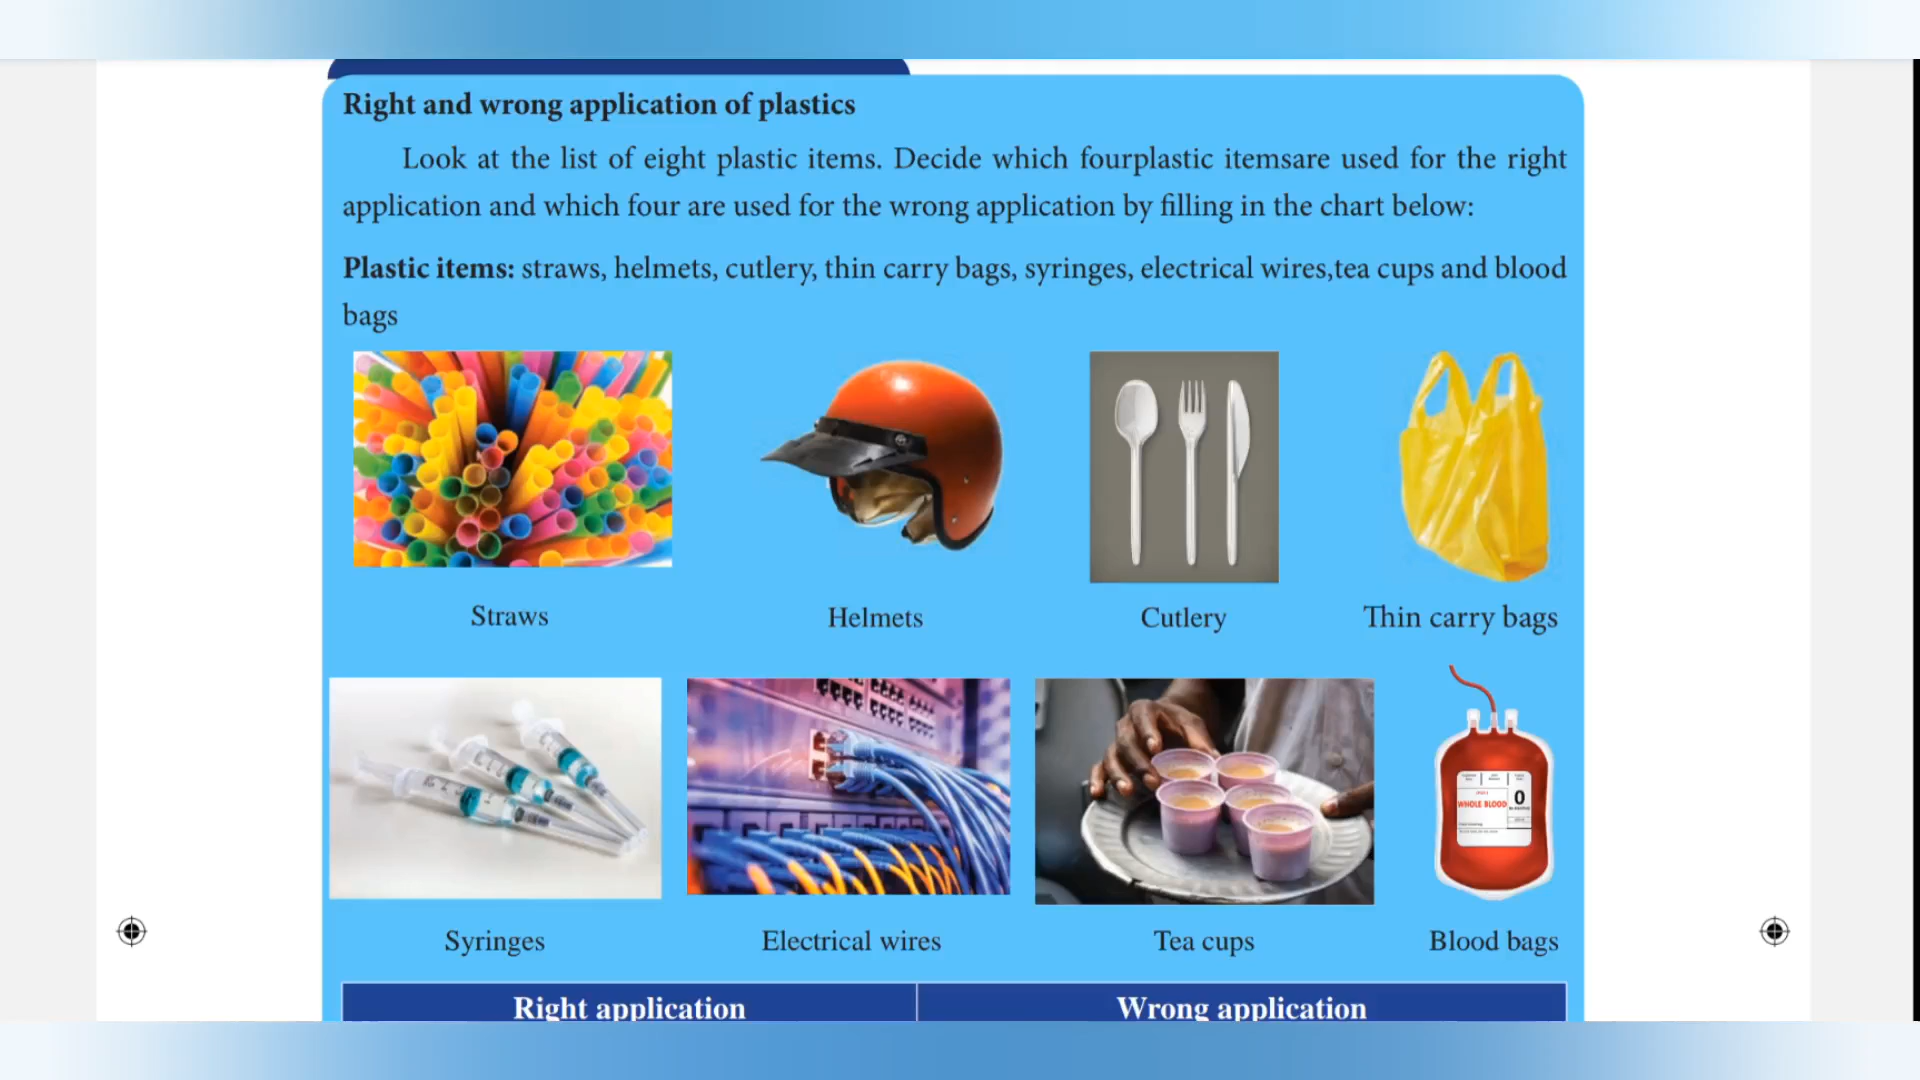 Right and wrong application of plastics
Look at the list of eight plastic items. Decide which fourplastic itemsare used for the right
application and which four are used for the wrong application by filling in the chart below:
Plastic items: straws, helmets, cutlery, thin carry bags, syringes, electrical wires,tea cups and blood
bags
Straws
Helmets
Cutlery
Thin carry bags
WHOLE BLOOD
O
Syringes
Electrical wires
Tea cups
Blood bags
Right application
Wrong application